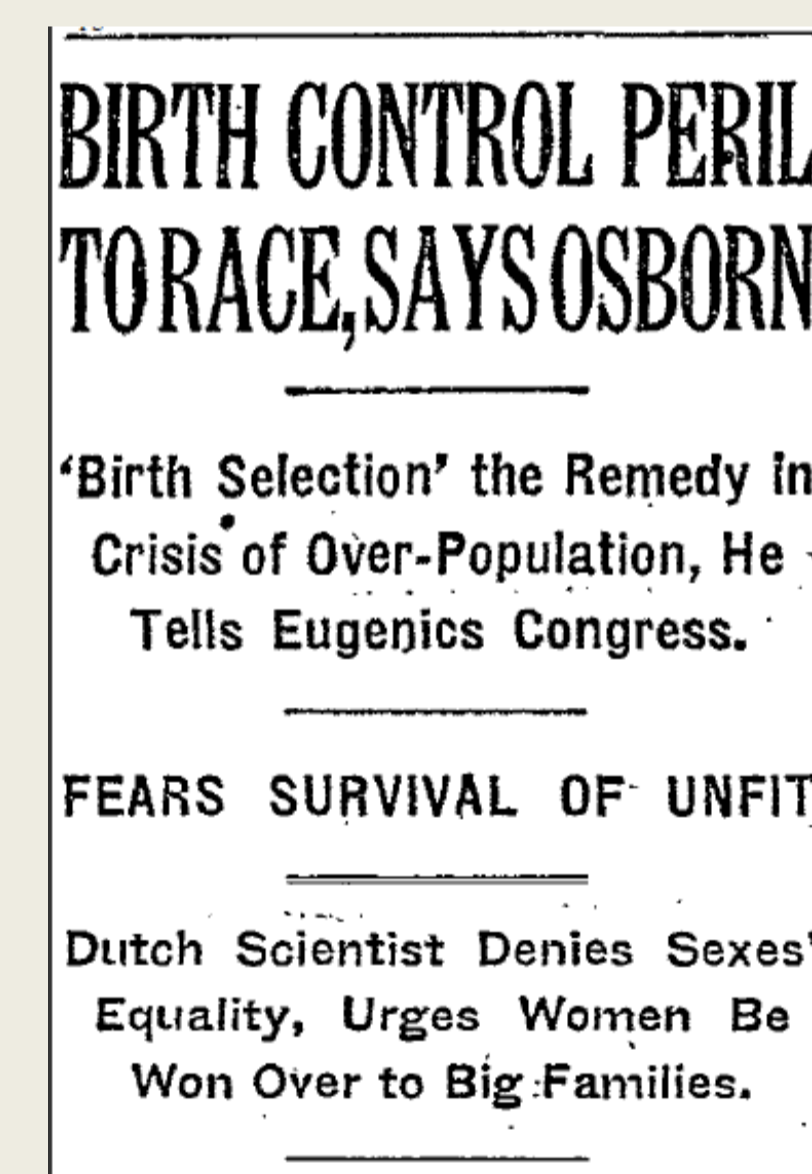 BIRTH CONTROL PERIL
TO RACE, SAYS OSBORN
'Birth Selection' the Remedy in
Crisis of Over-Population, He
Tells Eugenics Congress.
FEARS SURVIVAL OF UNFIT
Dutch Scientist Denies Sexes'
Equality, Urges Women Be
Won Over to Big Families.